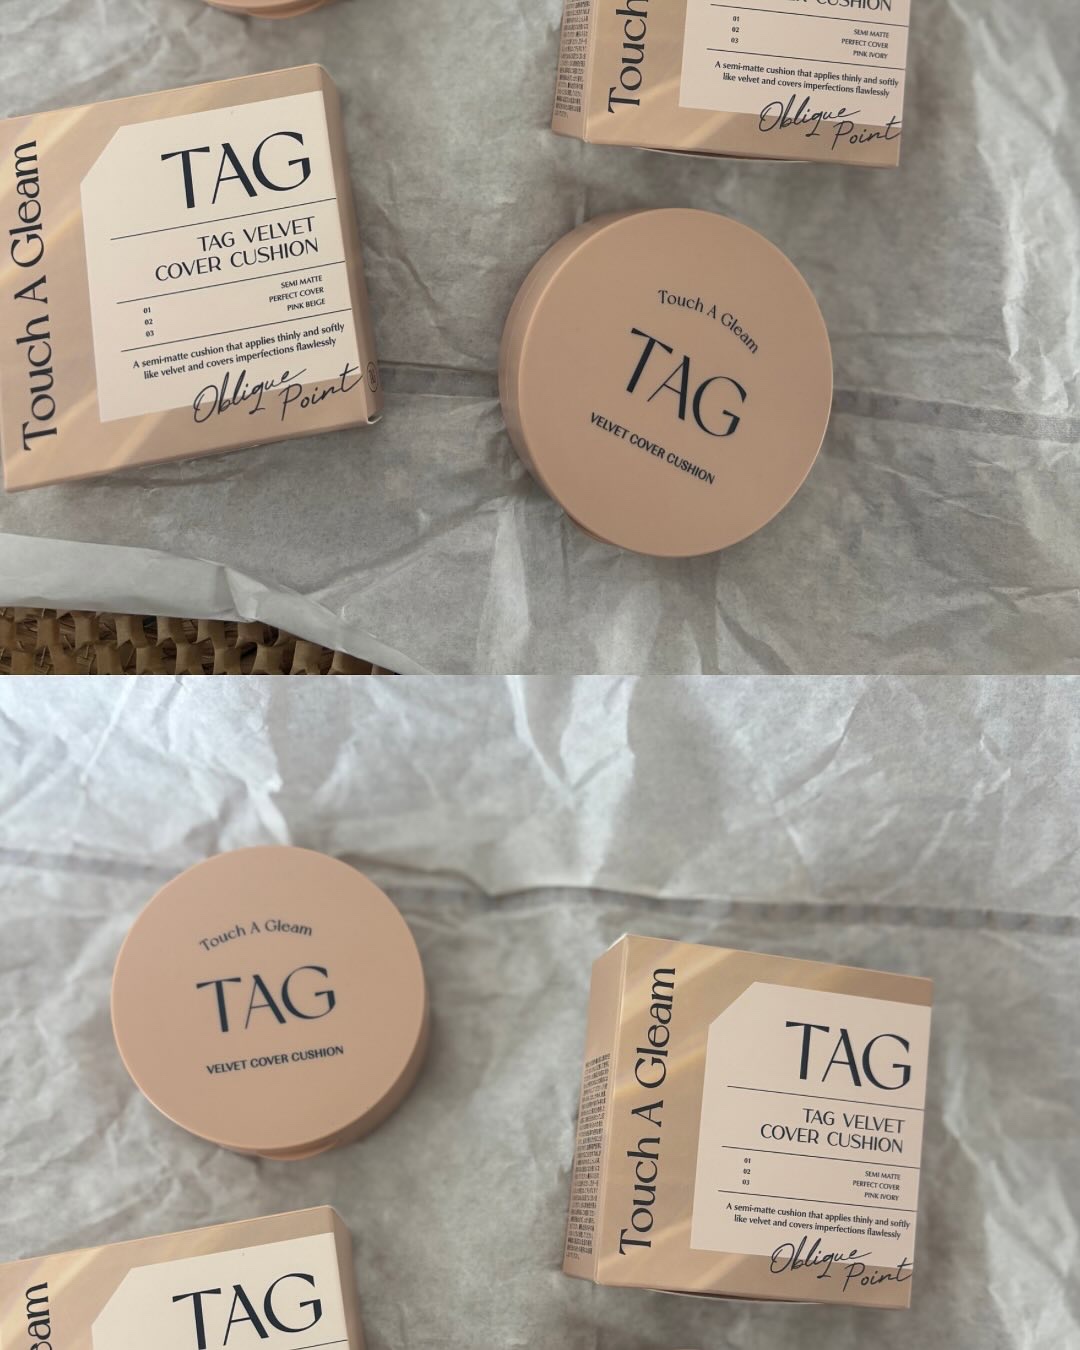 Touch A Gleam
TAG
TAG VELVET
COVER CUSHION
01
02
03
SEMI MATTE
PERFECT COVER
PINK BEIGE
A semi-matte cushion that applies thinly and softly
like velvet and covers imperfections flawlessly
Oblique Point
Touch
COVER CUSHION
01
02
03
SEMI MATTE
PERFECT COVER
PINK IVORY
A semi-matte cushion that applies thinly and softly
like velvet and covers imperfections flawlessly
Oblique Point
Touch A Gleam
TAG
VELVET COVER CUSHION
Touch A Gleam
TAG
VELVET COVER CUSHION
Touch A Gleam
TAG
TAG VELVET
COVER CUSHION
01
02
03
SEMI MATTE
PERFECT COVER
PINK IVORY
A semi-matte cushion that applies thinly and softly
like velvet and covers imperfections flawlessly
Oblique Point
eam
TAG